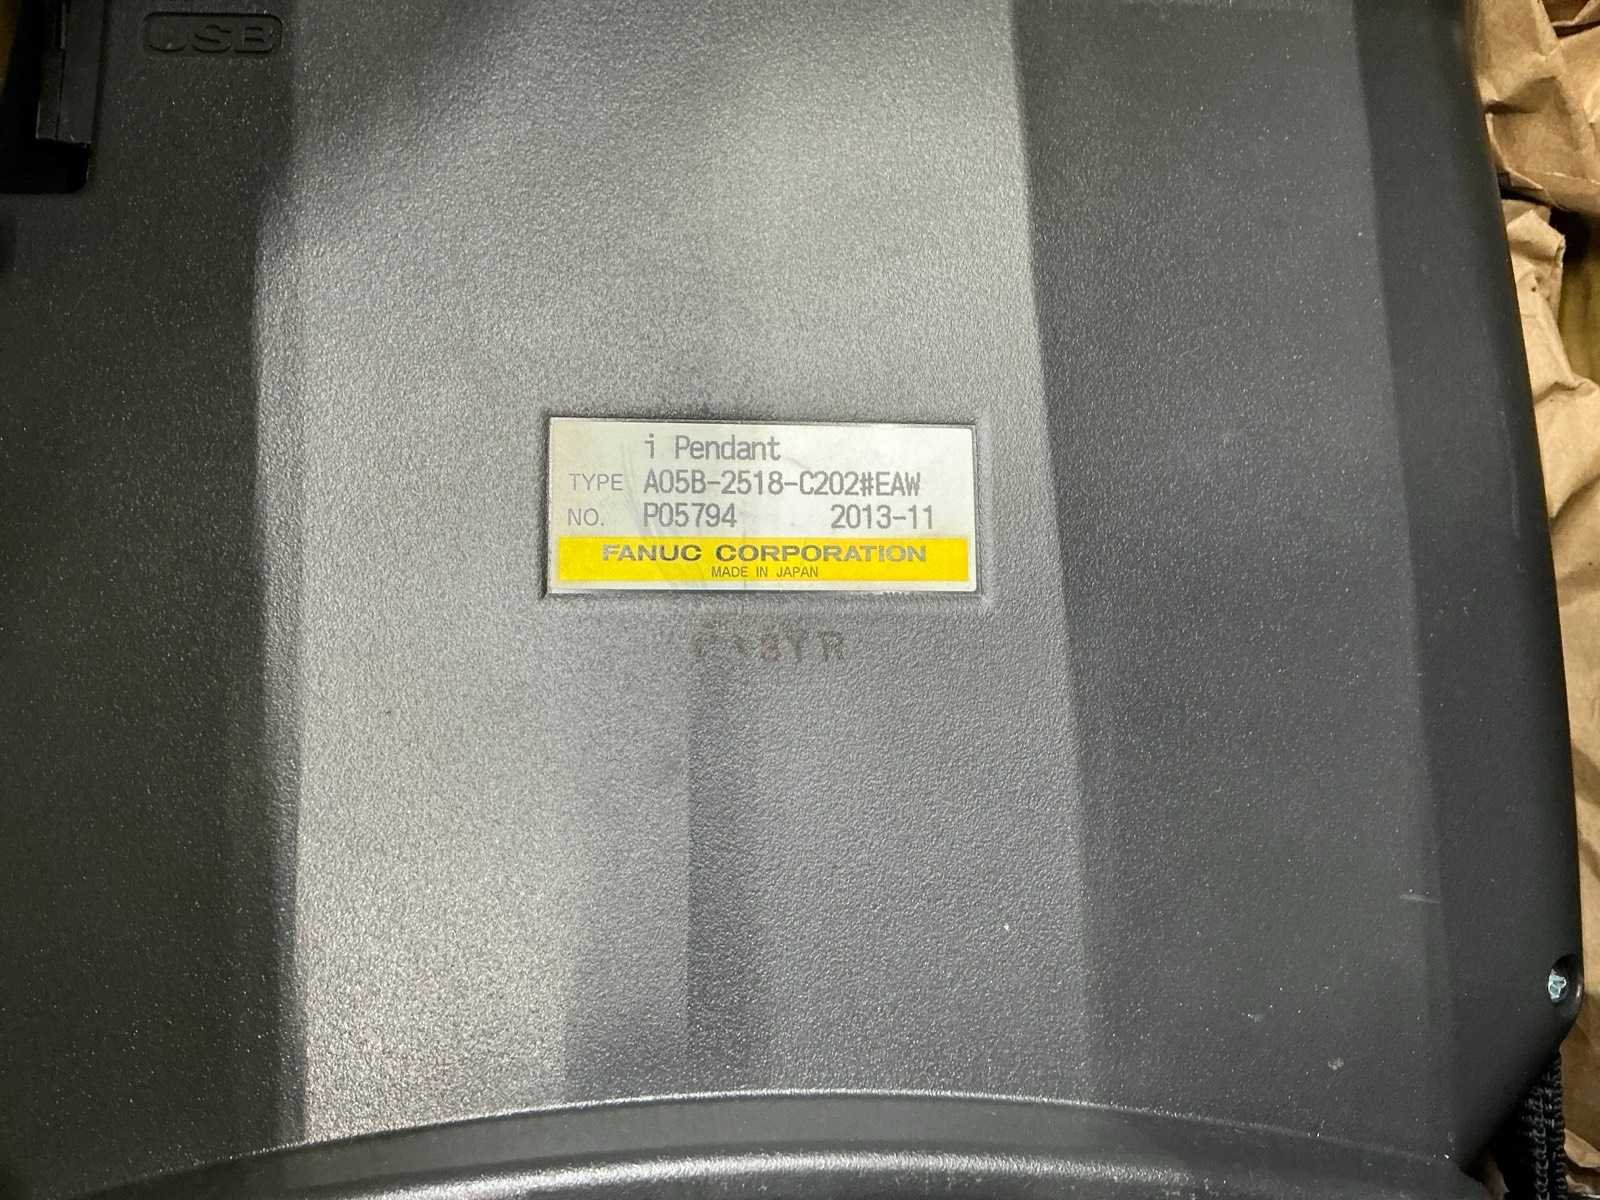 USB
i Pendant
TYPE A05B-2518-C202#EAW
NO. P05794 2013-11
FANUC CORPORATION
MADE IN JAPAN